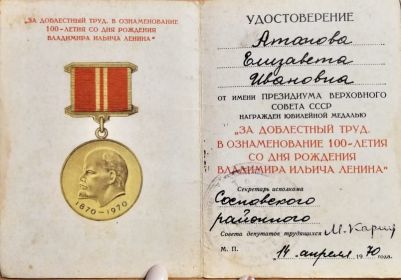 „ЗА ДОБЛЕСТНЫЙ ТРУД.
В ОЗНАМЕНОВАНИЕ
100-ЛЕТИЯ СО ДНЯ РОЖДЕНИЯ
ВЛАДИМИРА ИЛЬИЧА ЛЕНИНА“
1870-1970
УДОСТОВЕРЕНИЕ
Атапова
Елизавета
Ивановна
ОТ ИМЕНИ ПРЕЗИДИУМА ВЕРХОВНОГО
СОВЕТА СССР
НАГРАЖДЕН ЮБИЛЕЙНОЙ МЕДАЛЬЮ
„ЗА ДОБЛЕСТНЫЙ ТРУД.
В ОЗНАМЕНОВАНИЕ 100-ЛЕТИЯ
СО ДНЯ РОЖДЕНИЯ
ВЛАДИМИРА ИЛЬИЧА ЛЕНИНА“
Секретарь исполкома
Сосновского
районного
Совета депутатов трудящихся
М. П. 14 апреля 1970 года.